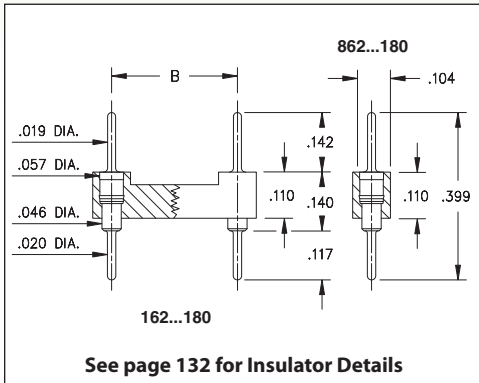 862...180
B
.104
.019 DIA.
.142
.057 DIA.
.110
.140
.110
.399
.046 DIA.
.020 DIA.
.117
162...180
See page 132 for Insulator Details